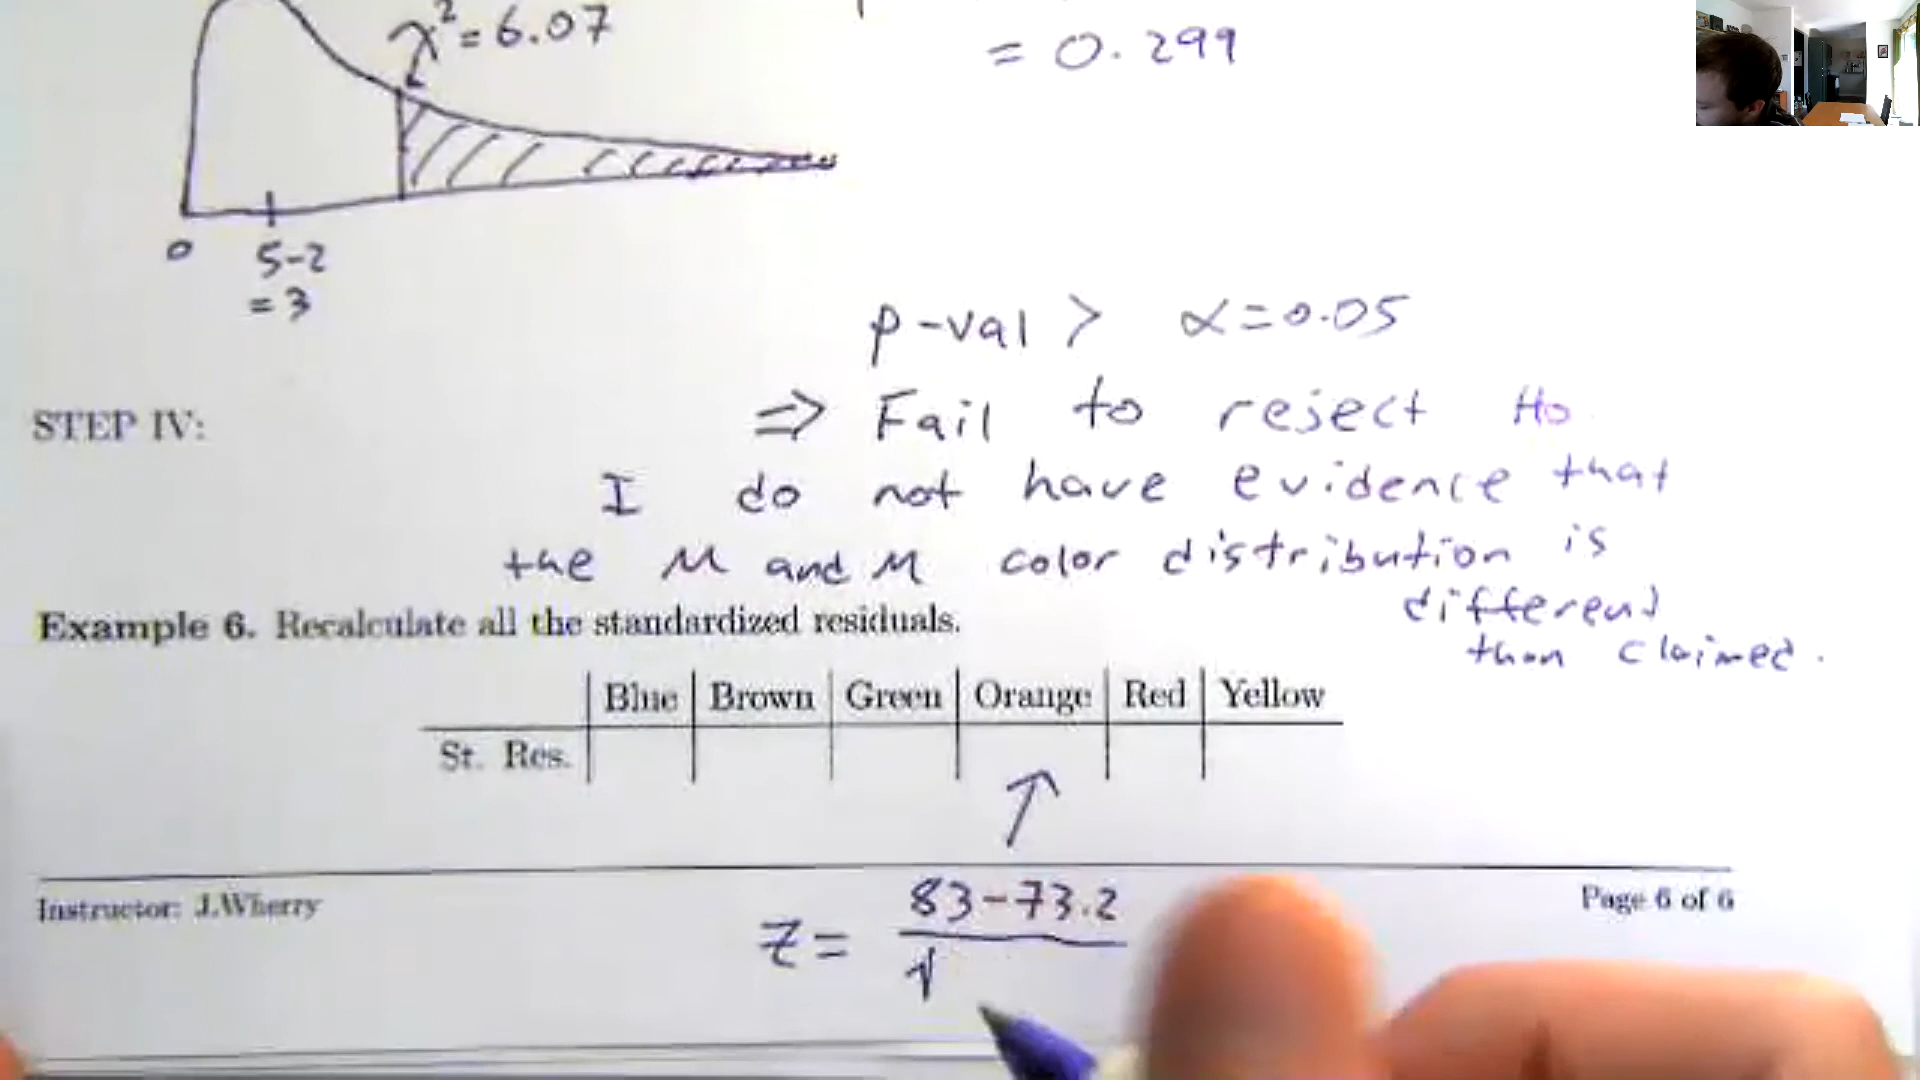 χ² = 6.07
= 0.299
0
5-2
= 3
p-val > α=0.05
STEP IV:
⇒ Fail to reject Ho.
I do not have evidence that
the M and M color distribution is
different
than claimed.
Example 6. Recalculate all the standardized residuals.
Blue Brown Green Orange Red Yellow
St. Res.
↑
Instructor: J.Wherry
Page 6 of 6
z = 83-73.2
√